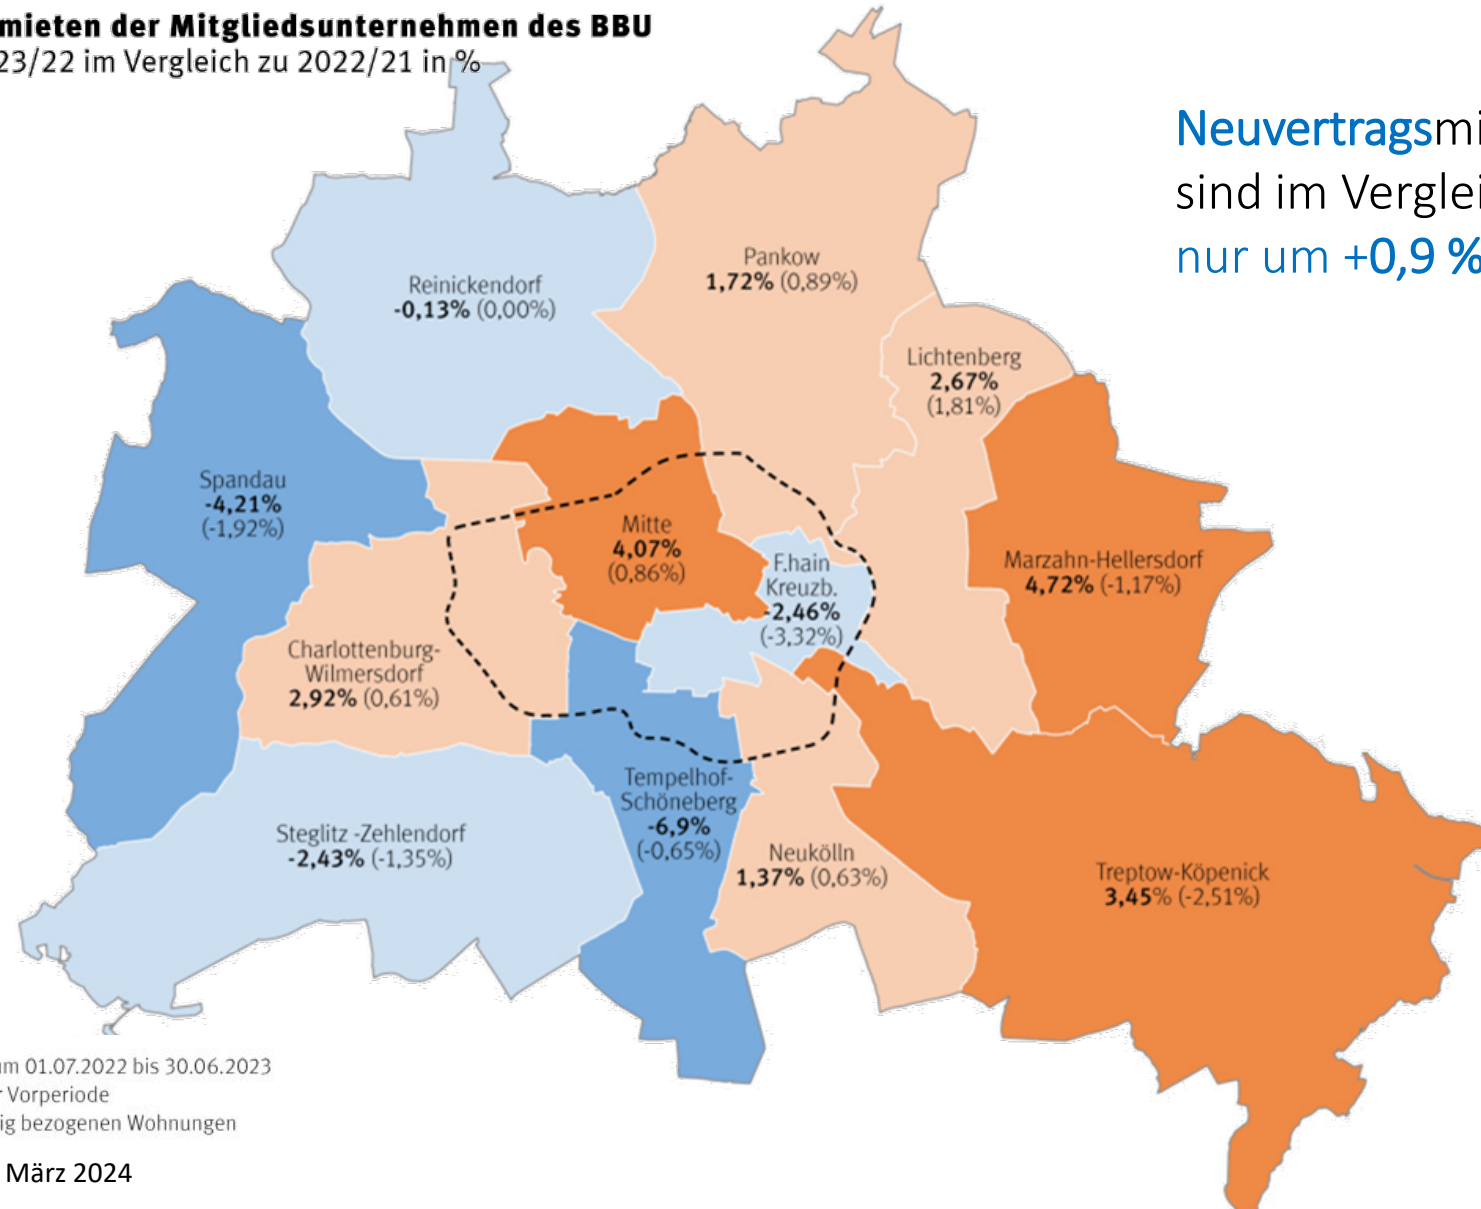 mieten der Mitgliedsunternehmen des BBU
23/22 im Vergleich zu 2022/21 in %
Neuvertragsmi
sind im Verglei
nur um +0,9 %
Pankow
1,72% (0,89%)
Reinickendorf
-0,13% (0,00%)
Lichtenberg
2,67%
(1,81%)
Spandau
-4,21%
(-1,92%)
Mitte
4,07%
(0,86%)
F.hain
Kreuzb.
-2,46%
(-3,32%)
Marzahn-Hellersdorf
4,72% (-1,17%)
Charlottenburg-
Wilmersdorf
2,92% (0,61%)
Tempelhof-
Schöneberg
-6,9%
(-0,65%)
Steglitz -Zehlendorf
-2,43% (-1,35%)
Neukölln
1,37% (0,63%)
Treptow-Köpenick
3,45% (-2,51%)
um 01.07.2022 bis 30.06.2023
r Vorperiode
ig bezogenen Wohnungen
März 2024